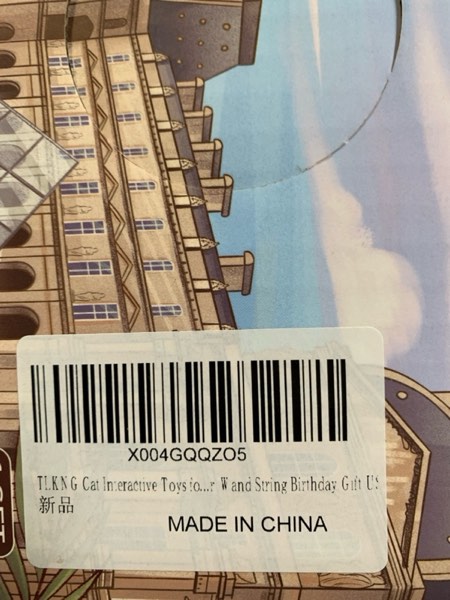 X004GQQZO5
TLKNG Cat Interactive Toys fo...r Wand String Birthday Gift US
新品
MADE IN CHINA